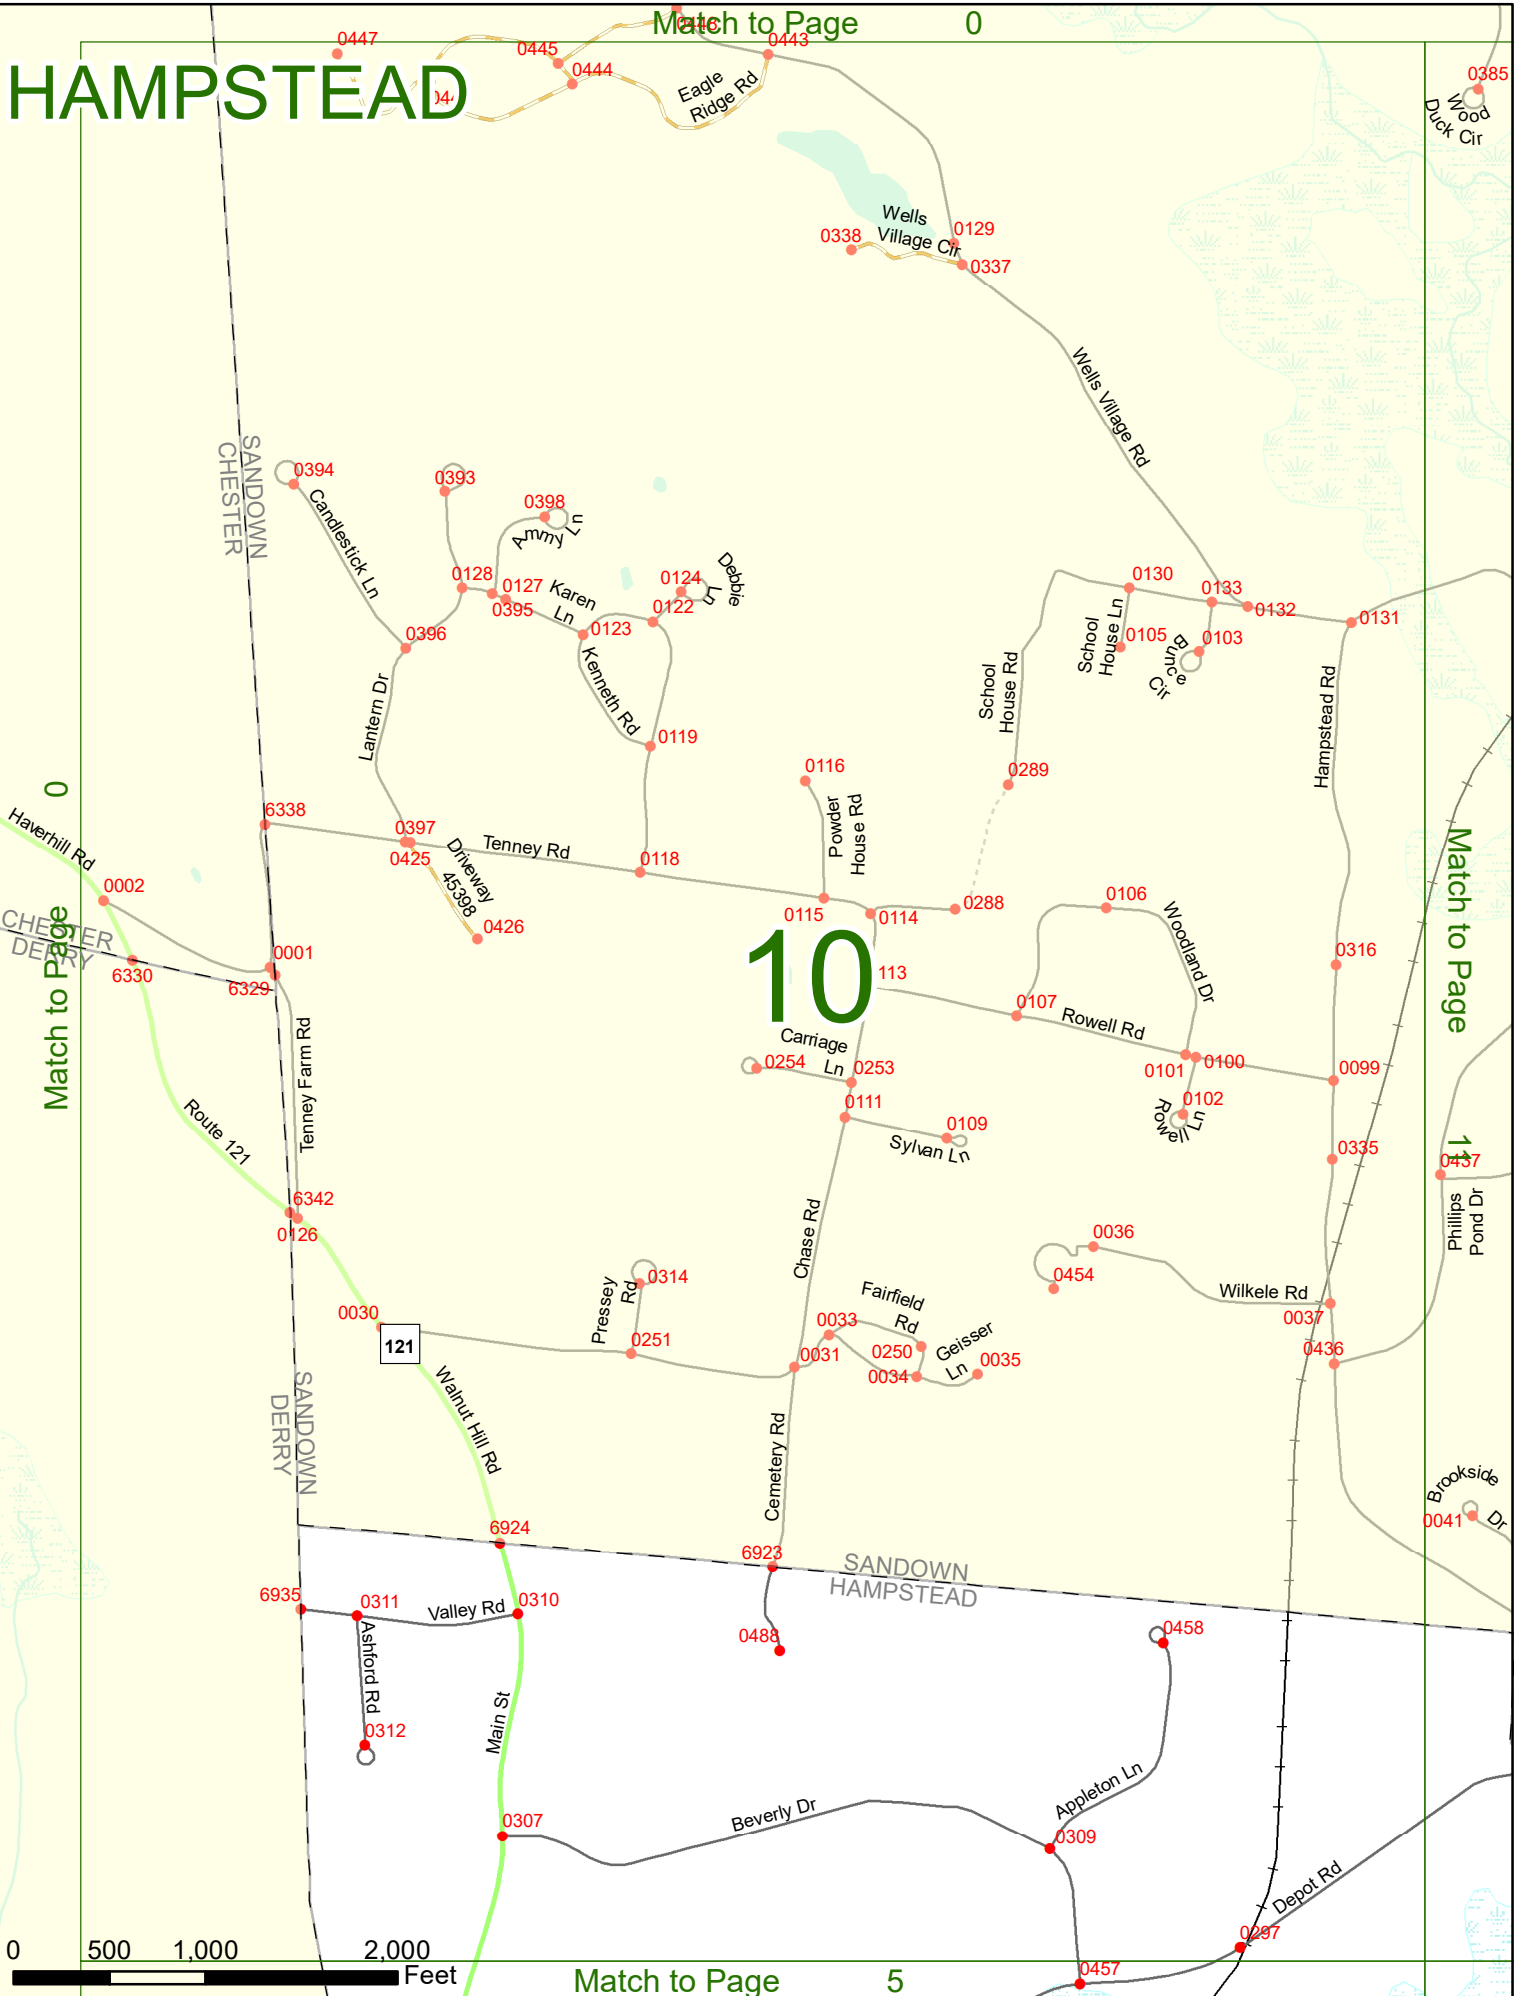 Match to Page 0
0448
0447
0445
0443
0444
044
HAMPSTEAD
Eagle
Ridge Rd
0385
Wood
Duck Cir
Wells
Village Cir
0338
0129
0337
Wells Village Rd
SANDOWN
CHESTER
0394
0393
0398
Candlestick Ln
Ammy Ln
0128
0127
0395
Karen
Ln
0124
Debbie
Ln
0122
0123
0396
Kenneth Rd
Lantern Dr
0119
0130
0133
0132
0131
School
House Ln
0105
0103
Bunce
Cir
School
House Rd
Hampstead Rd
0289
0116
Powder
House Rd
0
Match to Page
Haverhill Rd
6338
0397
0425
Driveway
45398
Tenney Rd
0118
0002
0426
0115
0114
0288
0106
Woodland Dr
Match to Page
11
CHESTER
DERRY
6330
0001
6329
10
113
0107
0316
Rowell Rd
Tenney Farm Rd
Carriage
Ln
0254
0253
0101
0100
0099
0111
0102
Rowell Ln
0109
Sylvan Ln
Route 121
0335
0437
Phillips
Pond Dr
6342
0126
Chase Rd
0036
0454
Wilkele Rd
0037
0314
Pressey
Rd
0030
121
0251
Fairfield
Rd
0033
0250
Geisser
Ln
0031
0034
0035
0436
SANDOWN
DERRY
Walnut Hill Rd
Cemetery Rd
Brookside
Dr
0041
6924
6923
SANDOWN
HAMPSTEAD
6935
0311
Valley Rd
0310
Ashford Rd
0488
0458
0312
Main St
Appleton Ln
0307
Beverly Dr
0309
Depot Rd
0297
0457
0 500 1,000 2,000
Feet
Match to Page 5